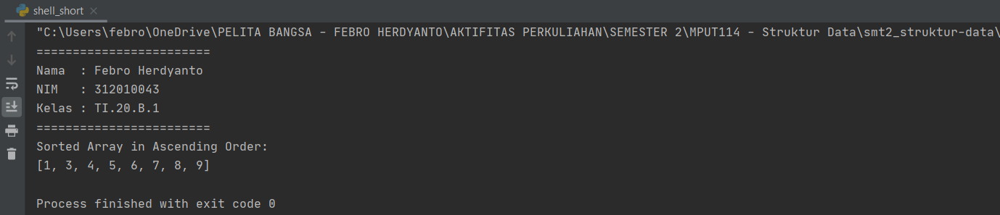 shell_short
"C:\Users\febro\OneDrive\PELITA BANGSA - FEBRO HERDYANTO\AKTIFITAS PERKULIAHAN\SEMESTER 2\MPUT114 - Struktur Data\smt2_struktur-data\
========================
Nama  : Febro Herdyanto
NIM   : 312010043
Kelas : TI.20.B.1
========================
Sorted Array in Ascending Order:
[1, 3, 4, 5, 6, 7, 8, 9]
Process finished with exit code 0